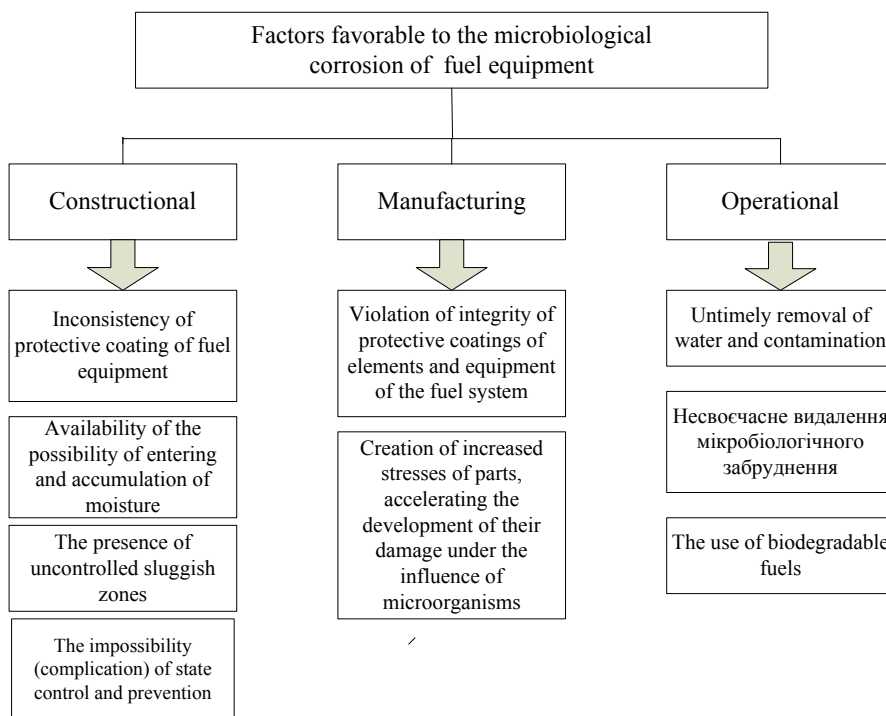 Factors favorable to the microbiological
corrosion of fuel equipment
Constructional
Manufacturing
Operational
Inconsistency of
protective coating of fuel
equipment
Availability of the
possibility of entering
and accumulation of
moisture
The presence of
uncontrolled sluggish
zones
The impossibility
(complication) of state
control and prevention
Violation of integrity of
protective coatings of
elements and equipment
of the fuel system
Creation of increased
stresses of parts,
accelerating the
development of their
damage under the
influence of
microorganisms
Untimely removal of
water and contamination
Несвоєчасне видалення
мікробіологічного
забруднення
The use of biodegradable
fuels